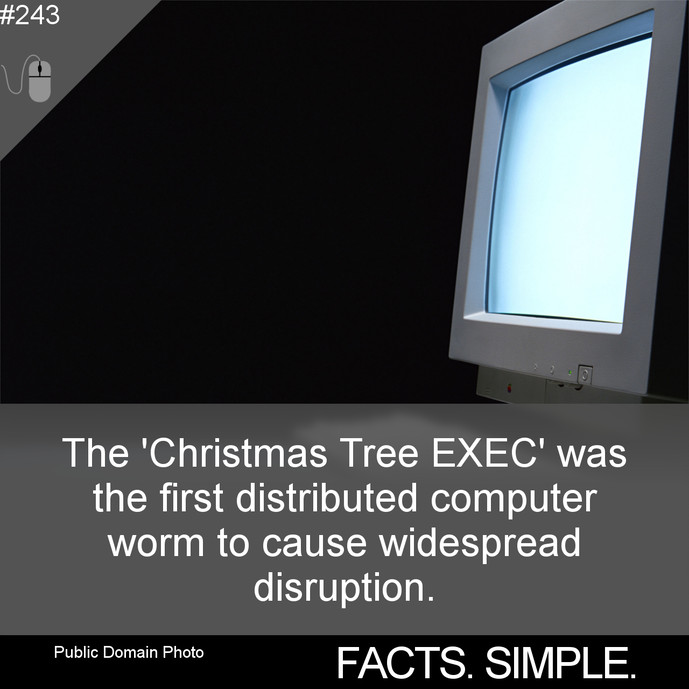 #243
The 'Christmas Tree EXEC' was
the first distributed computer
worm to cause widespread
disruption.
Public Domain Photo
FACTS. SIMPLE.